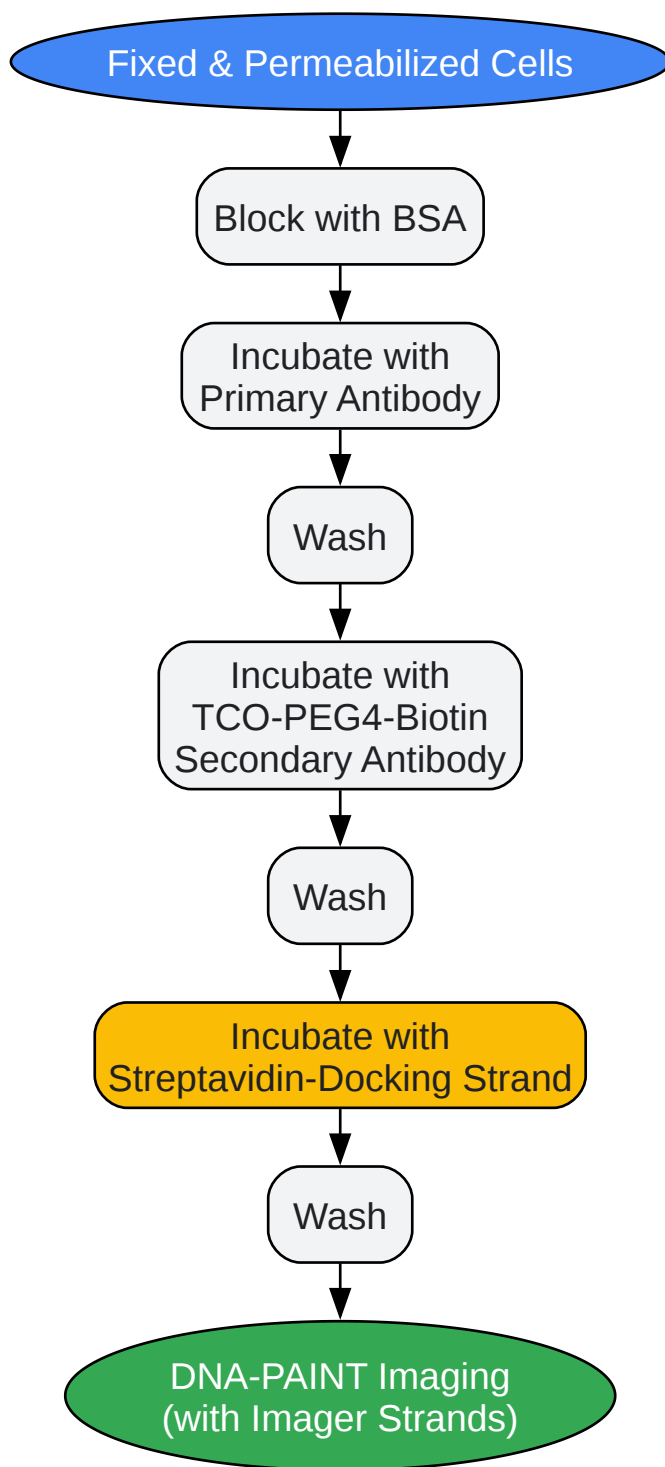 Fixed & Permeabilized Cells
Block with BSA
Incubate with
Primary Antibody
Wash
Incubate with
TCO-PEG4-Biotin
Secondary Antibody
Wash
Incubate with
Streptavidin-Docking Strand
Wash
DNA-PAINT Imaging
(with Imager Strands)